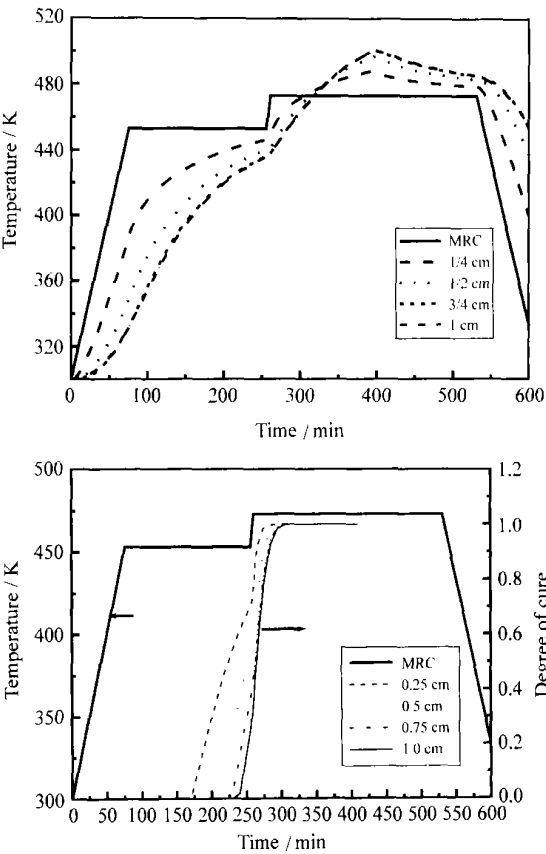 520
480
440
400
360
320
Temperature / K
MRC
1/4 cm
1/2 cm
3/4 cm
1 cm
0 100 200 300 400 500 600
Time / min
500
450
400
350
300
Temperature / K
1.2
1.0
0.8
0.6
0.4
0.2
0.0
Degree of cure
MRC
0.25 cm
0 5 cm
0.75 cm
1 0 cm
0 50 100 150 200 250 300 350 400 450 500 550 600
Time / min